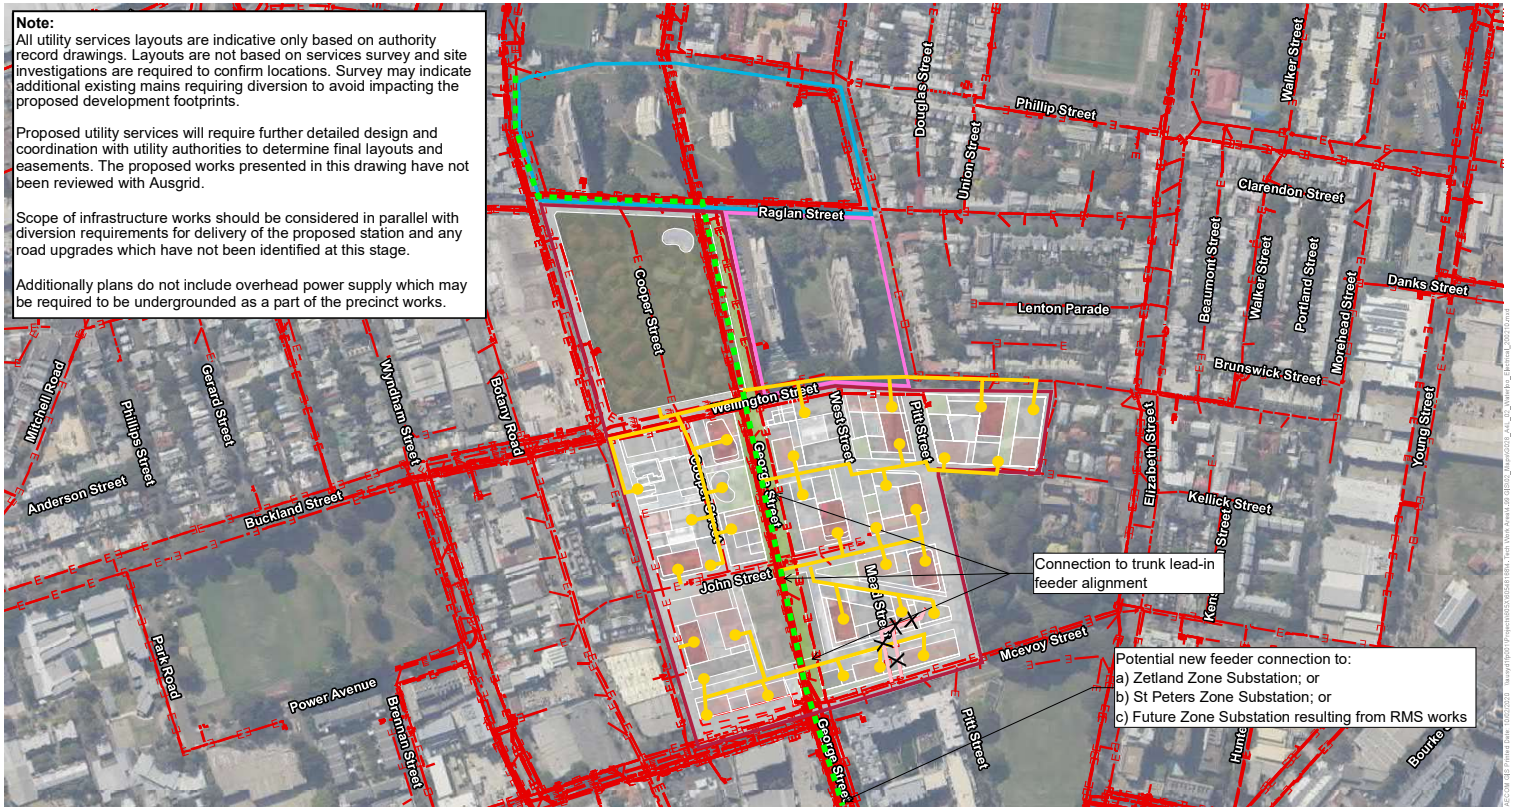 Note:
All utility services layouts are indicative only based on authority
record drawings. Layouts are not based on services survey and site
investigations are required to confirm locations. Survey may indicate
additional existing mains requiring diversion to avoid impacting the
proposed development footprints.
Proposed utility services will require further detailed design and
coordination with utility authorities to determine final layouts and
easements. The proposed works presented in this drawing have not
been reviewed with Ausgrid.
Scope of infrastructure works should be considered in parallel with
diversion requirements for delivery of the proposed station and any
road upgrades which have not been identified at this stage.
Additionally plans do not include overhead power supply which may
be required to be undergrounded as a part of the precinct works.
Douglas Street
Union Street
Phillip Street
Walker Street
Clarendon Street
Raglan Street
Cooper Street
Lenton Parade
Beaumont Street
Walker Street
Portland Street
Morehead Street
Danks Street
Brunswick Street
Young Street
Mitchell Road
Phillips Street
Gerard Street
Wyndham Street
Botany Road
Wellington Street
West Street
Pitt Street
Elizabeth Street
Kellick Street
Anderson Street
Buckland Street
Cooper Street
George Street
John Street
Mead Street
Connection to trunk lead-in
feeder alignment
Mcevoy Street
Park Road
Power Avenue
Brennan Street
George Street
Pitt Street
Potential new feeder connection to:
a) Zetland Zone Substation; or
b) St Peters Zone Substation; or
c) Future Zone Substation resulting from RMS works